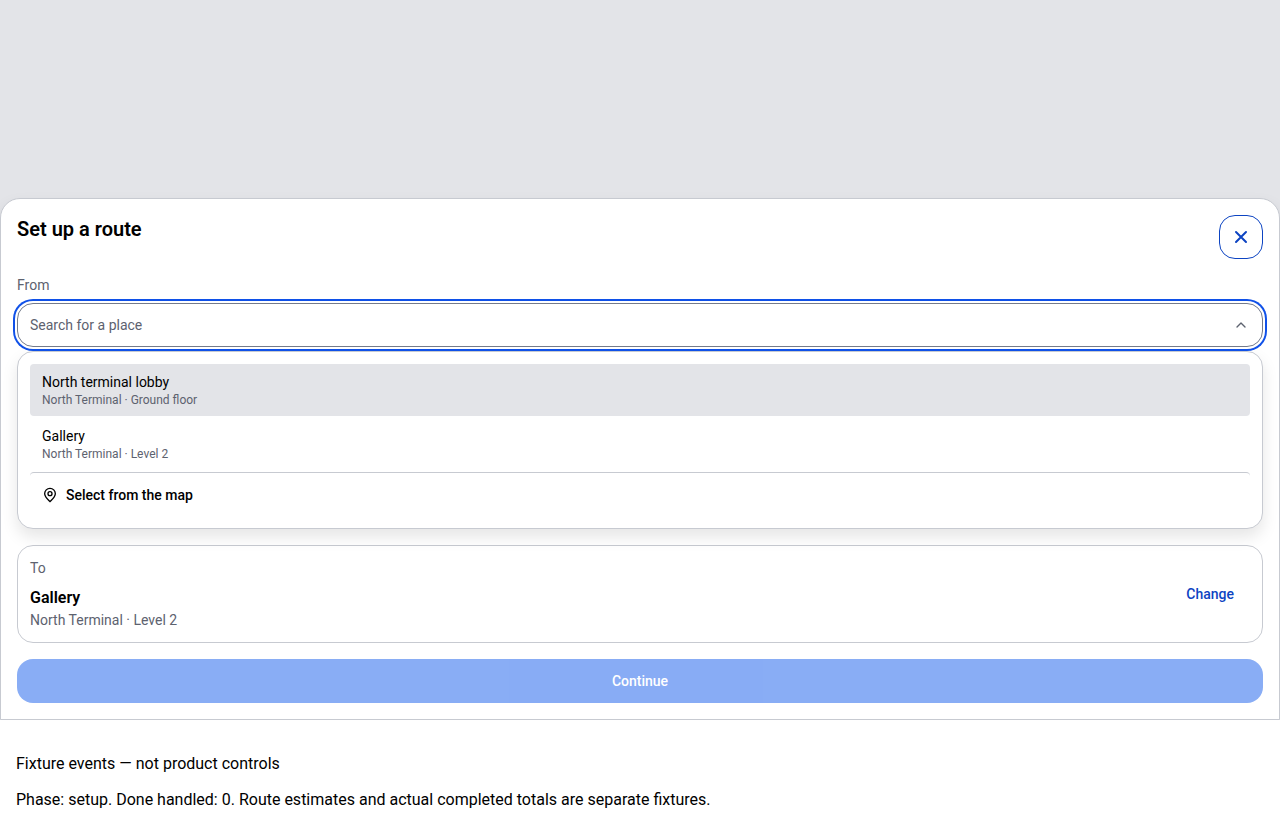 Set up a route
From
Search for a place
North terminal lobby
North Terminal · Ground floor
Gallery
North Terminal · Level 2
Select from the map
To
Gallery
North Terminal · Level 2
Change
Continue
Fixture events — not product controls
Phase: setup. Done handled: 0. Route estimates and actual completed totals are separate fixtures.